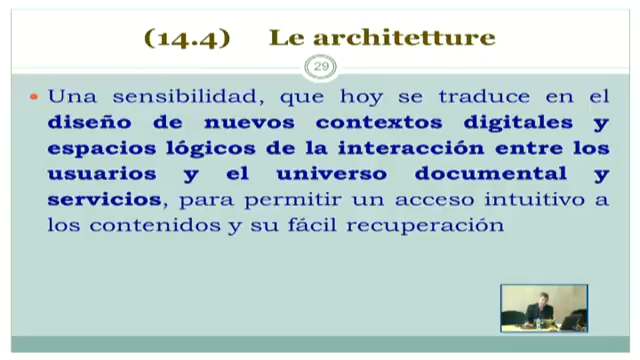 (14.4) Le architetture
29
Una sensibilidad, que hoy se traduce en el
diseño de nuevos contextos digitales y
espacios lógicos de la interacción entre los
usuarios y el universo documental y
servicios, para permitir un acceso intuitivo a
los contenidos y su fácil recuperación